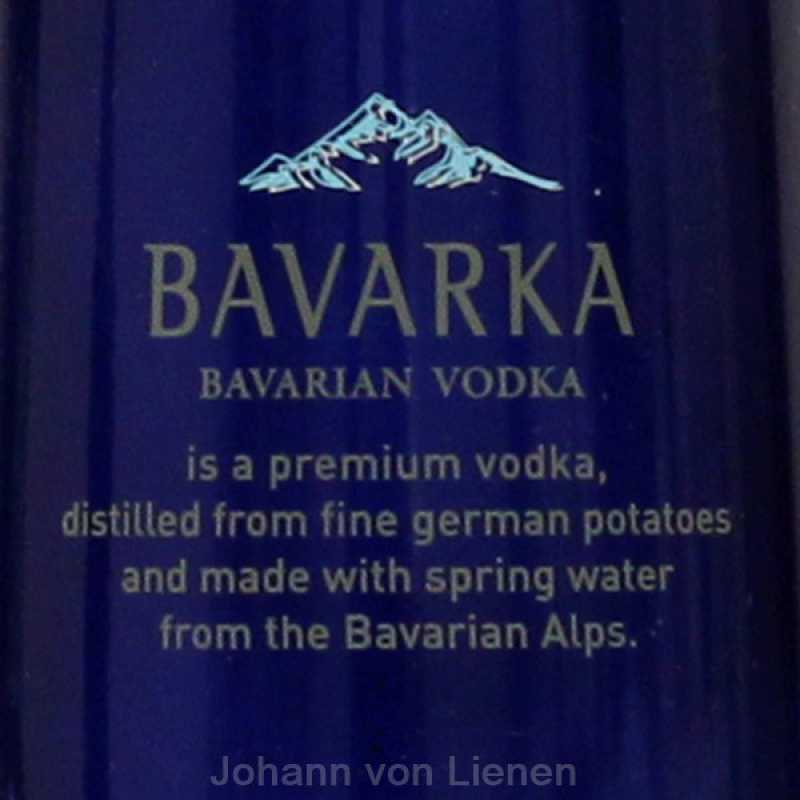 BAVARKA
BAVARIAN VODKA
is a premium vodka,
distilled from fine german potatoes
and made with spring water
from the Bavarian Alps.
Johann von Lienen